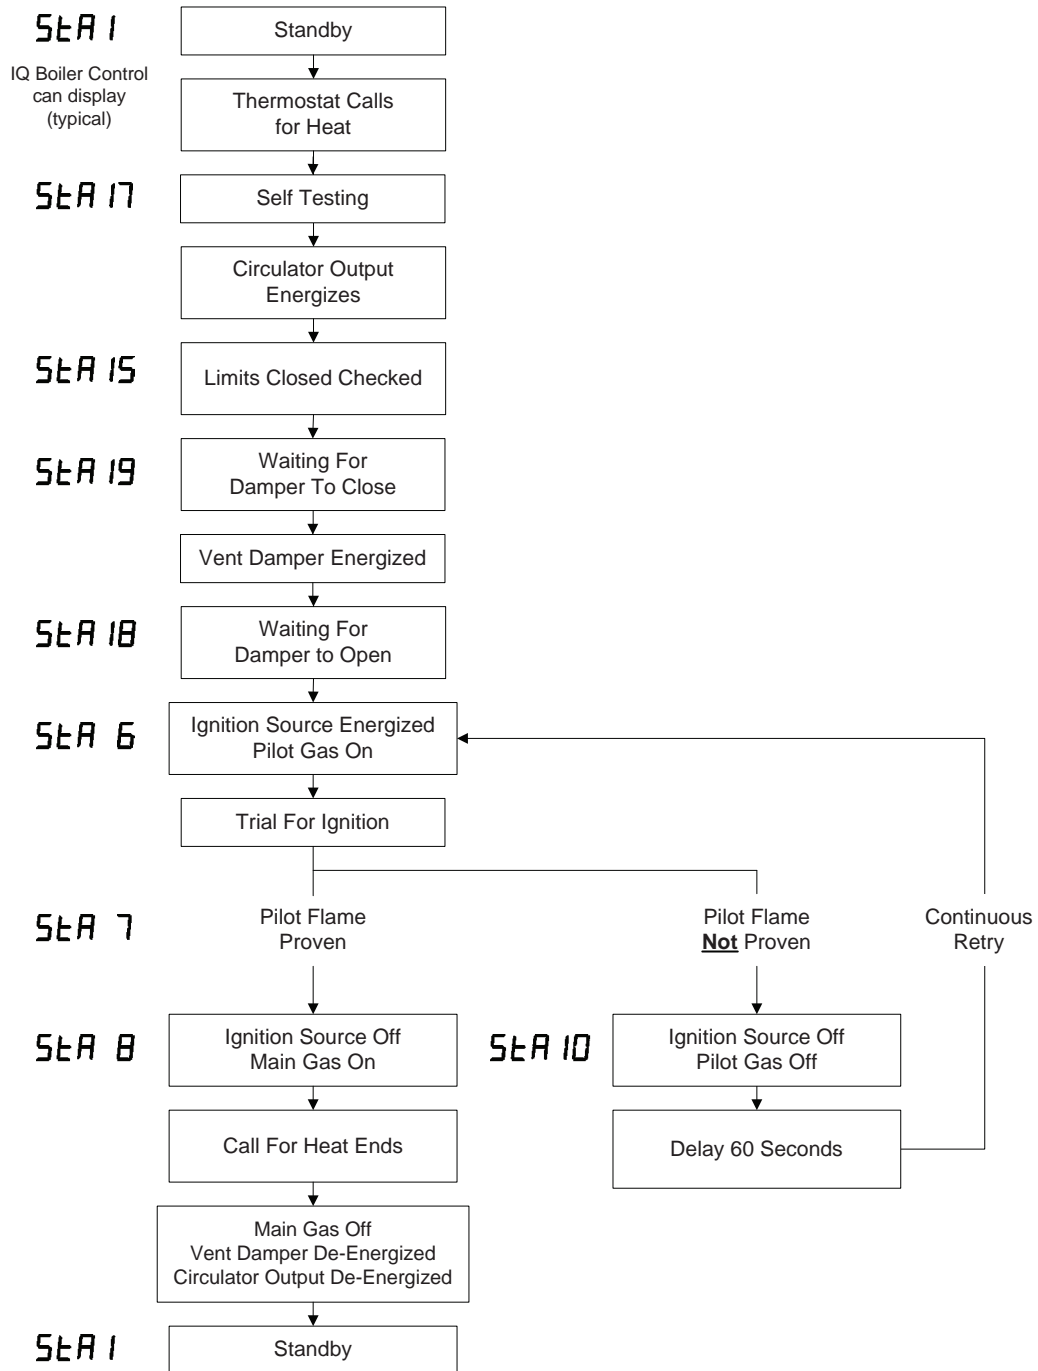 StA 1
Standby
IQ Boiler Control
can display
(typical)
Thermostat Calls
for Heat
StA 17
Self Testing
Circulator Output
Energizes
StA 15
Limits Closed Checked
StA 19
Waiting For
Damper To Close
Vent Damper Energized
StA 18
Waiting For
Damper to Open
StA 6
Ignition Source Energized
Pilot Gas On
Trial For Ignition
StA 7
Pilot Flame
Proven
Pilot Flame
Not Proven
Continuous
Retry
StA 8
Ignition Source Off
Main Gas On
StA 10
Ignition Source Off
Pilot Gas Off
Call For Heat Ends
Delay 60 Seconds
Main Gas Off
Vent Damper De-Energized
Circulator Output De-Energized
StA 1
Standby